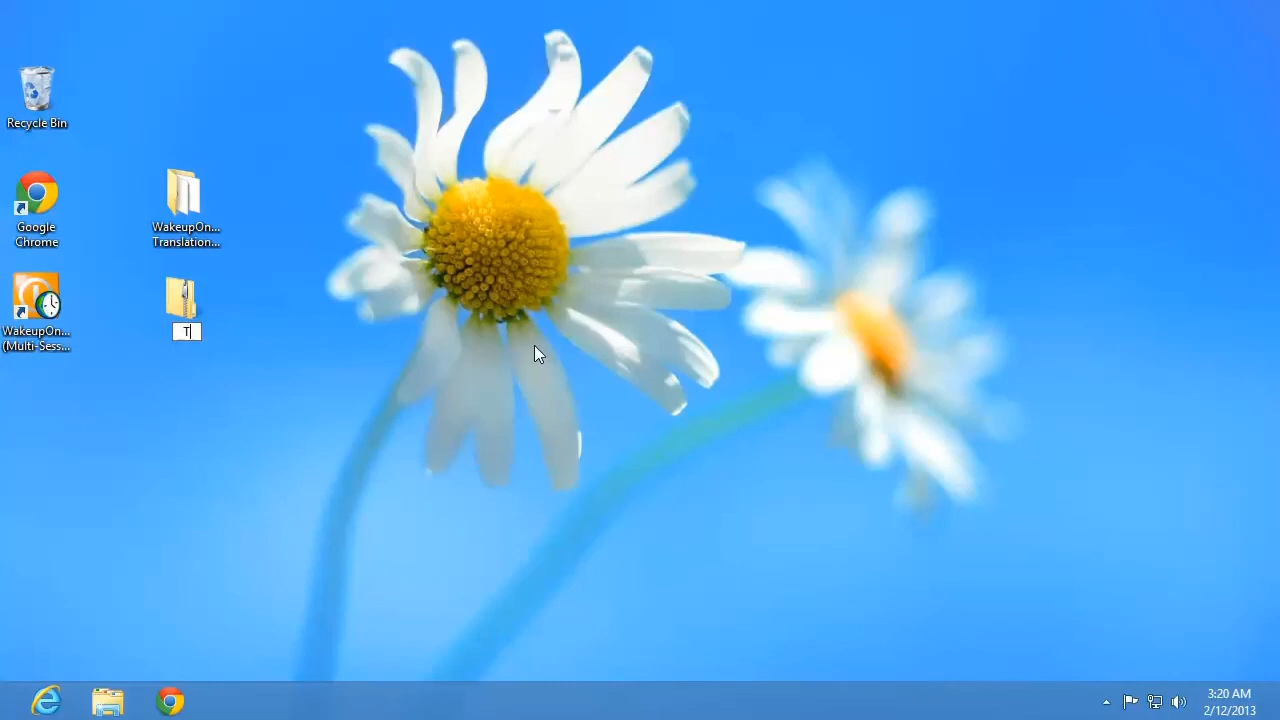 Recycle Bin
Google
Chrome
WakeupOn...
Translation...
WakeupOn...
(Multi-Sess...
T
3:20 AM
2/12/2013